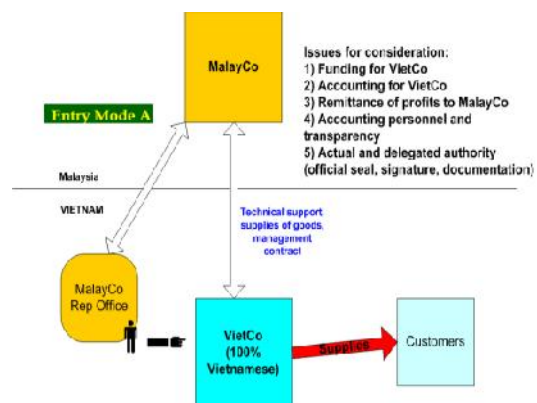 MalayCo
Issues for consideration:
1) Funding for VietCo
2) Accounting for VietCo
3) Remittance of profits to MalayCo
4) Accounting personnel and
transparency
5) Actual and delegated authority
(official seal, signature, documentation)
Entry Mode A
Malaysia
VIETNAM
Technical support
supplies of goods,
management
contract
MalayCo
Rep Office
VietCo
(100%
Vietnamese)
Supplies
Customers